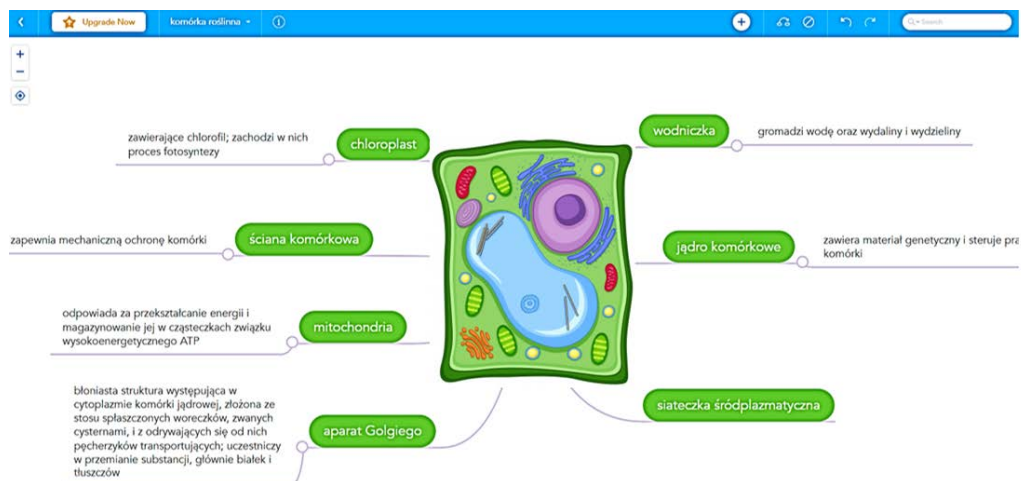 Upgrade Now
komórka roślinna
Search
zawierające chlorofil; zachodzi w nich
proces fotosyntezy
chloroplast
wodniczka
gromadzi wodę oraz wydaliny i wydzieliny
zapewnia mechaniczną ochronę komórki
ściana komórkowa
jądro komórkowe
zawiera materiał genetyczny i steruje pra
komórki
odpowiada za przekształcanie energii i
magazynowanie jej w cząsteczkach związku
wysokoenergetycznego ATP
mitochondria
błoniasta struktura występująca w
cytoplazmie komórki jądrowej, złożona ze
stosu spłaszczonych woreczków, zwanych
cysternami, i z odrywających się od nich
pęcherzyków transportujących; uczestniczy
w przemianie substancji, głównie białek i
tłuszczów
aparat Golgiego
siateczka śródplazmatyczna